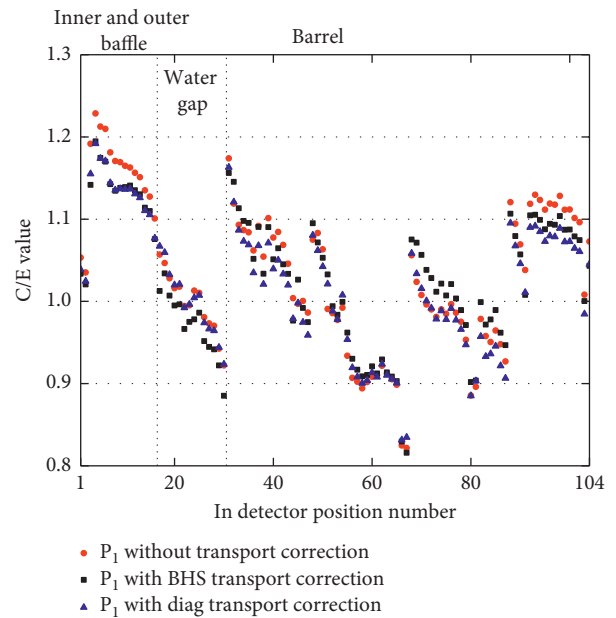 Inner and outer
baffle
Barrel
Water
gap
1.3
1.2
1.1
1.0
0.9
0.8
C/E value
1
20
40
60
80
104
In detector position number
P₁ without transport correction
P₁ with BHS transport correction
P₁ with diag transport correction